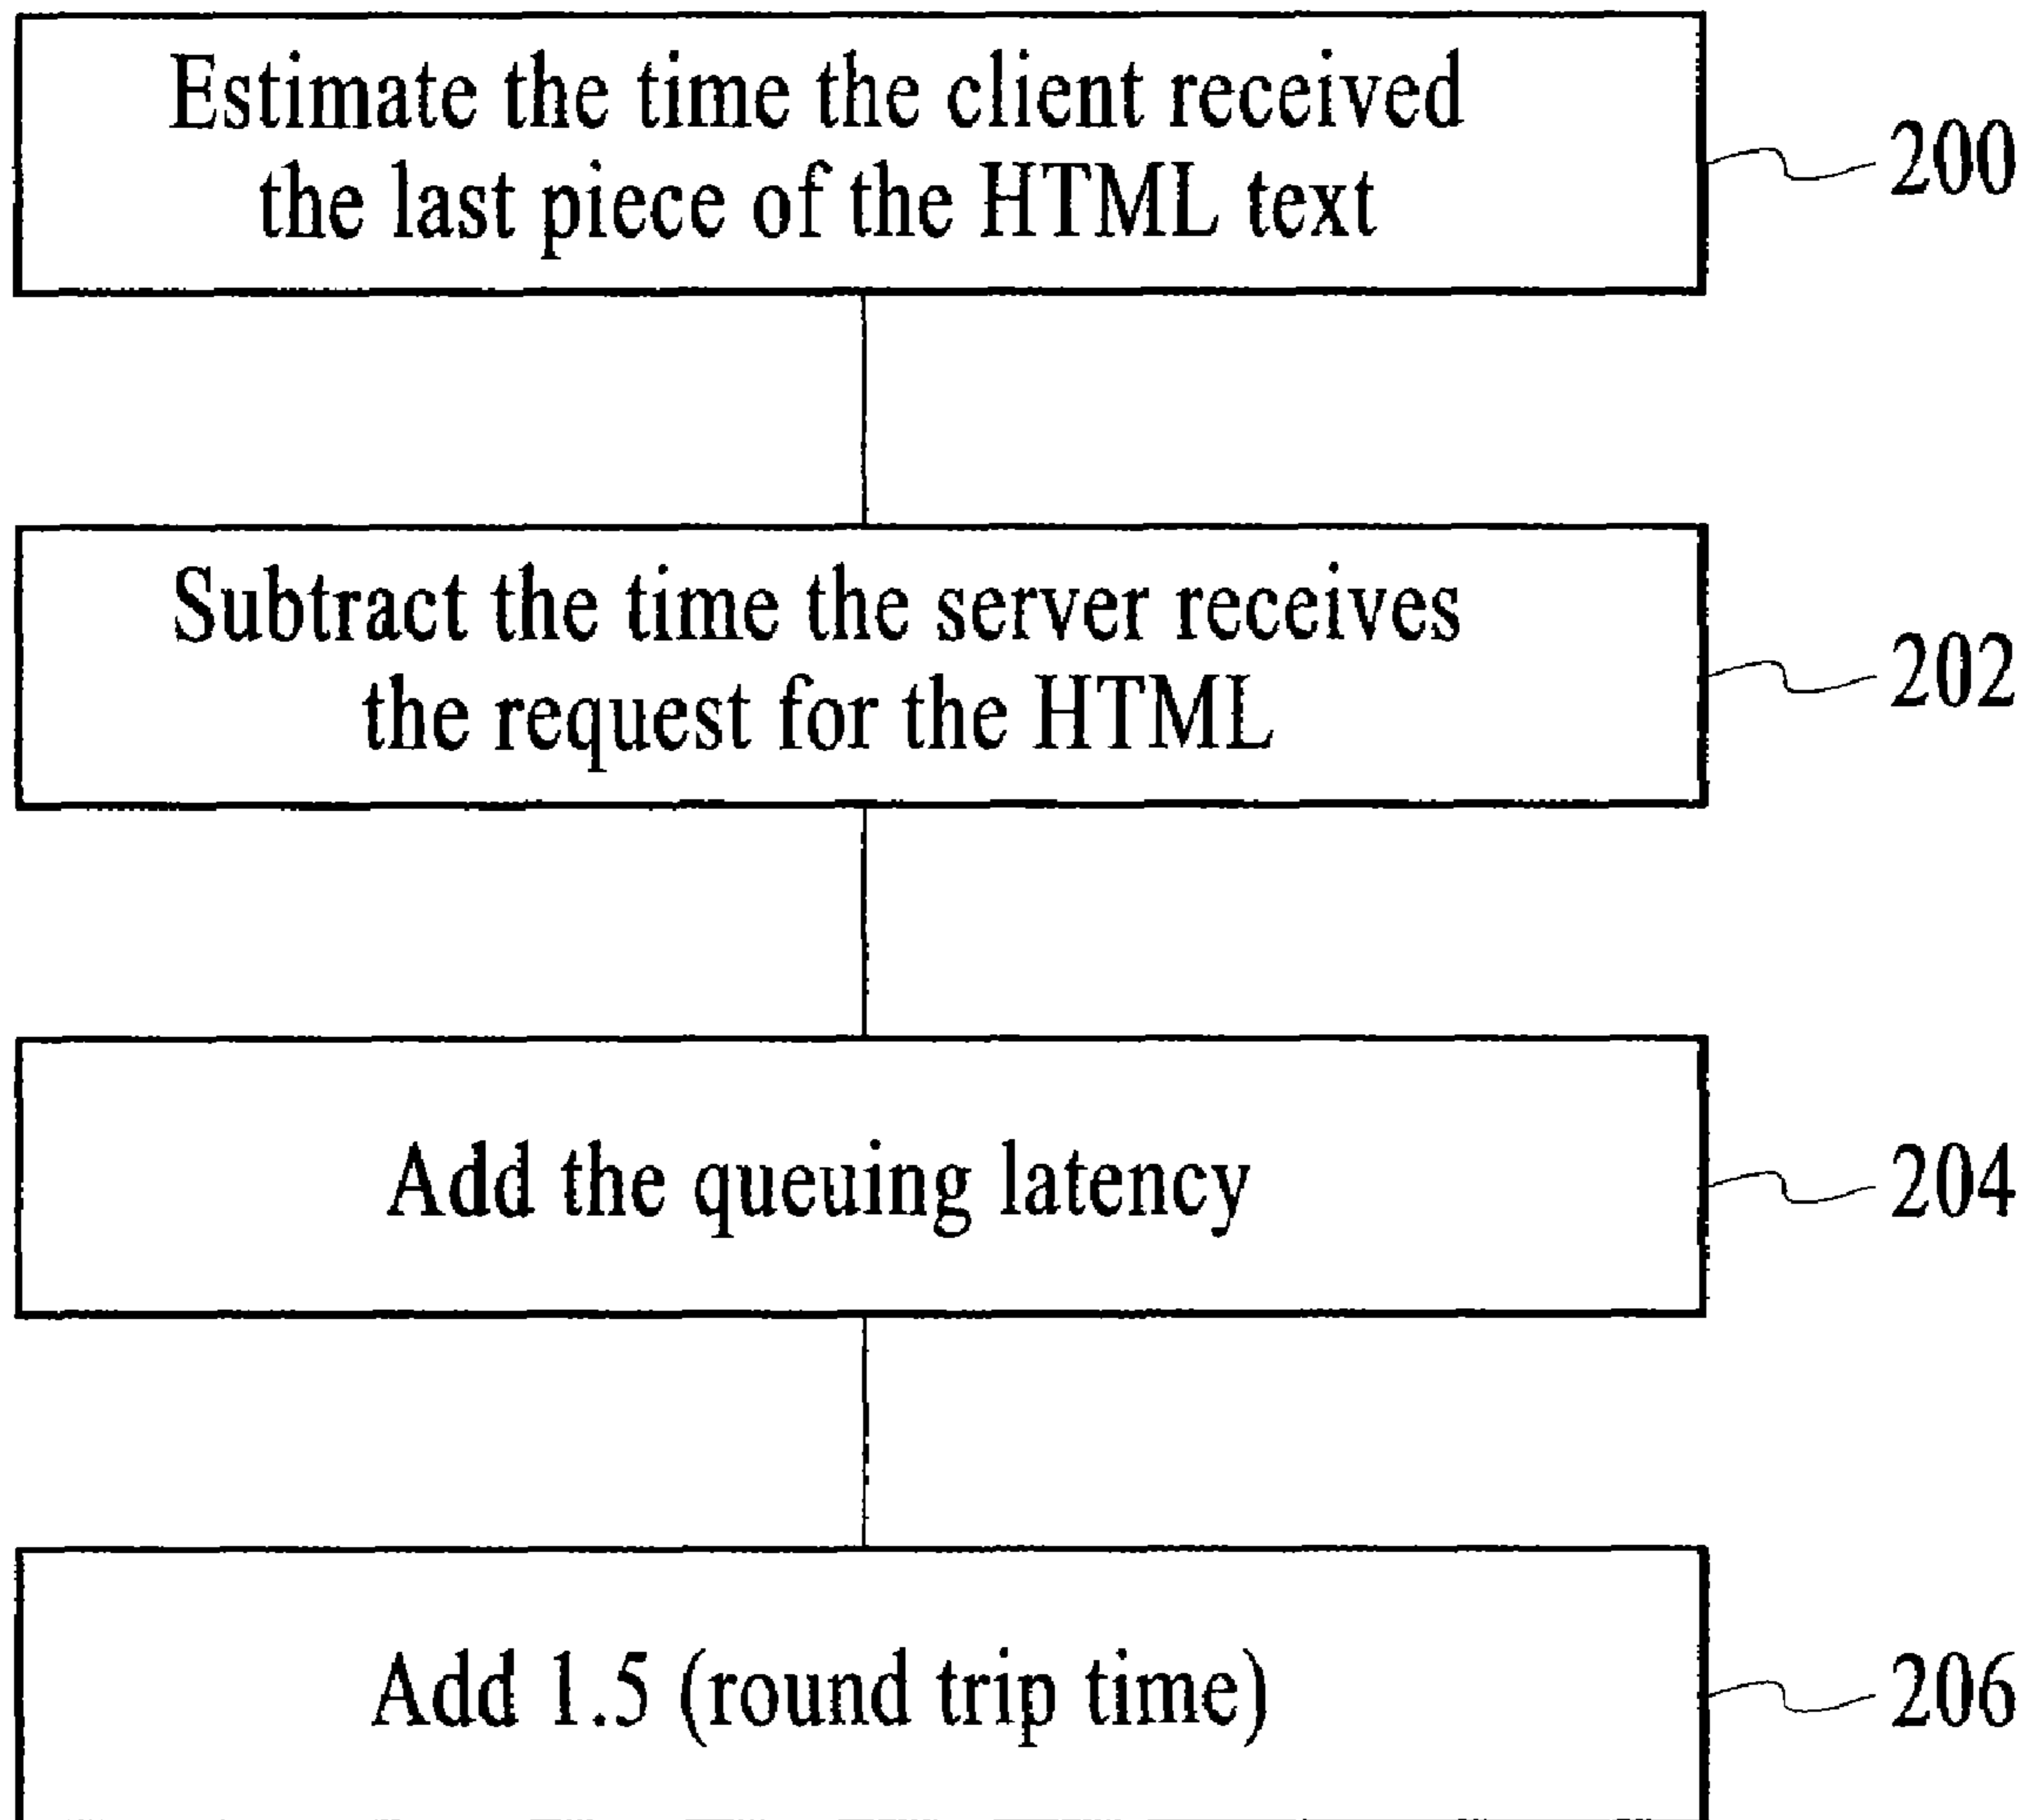 Estimate the time the client received
the last piece of the HTML text
200
Subtract the time the server receives
the request for the HTML
202
Add the queuing latency
204
Add 1.5 (round trip time)
206